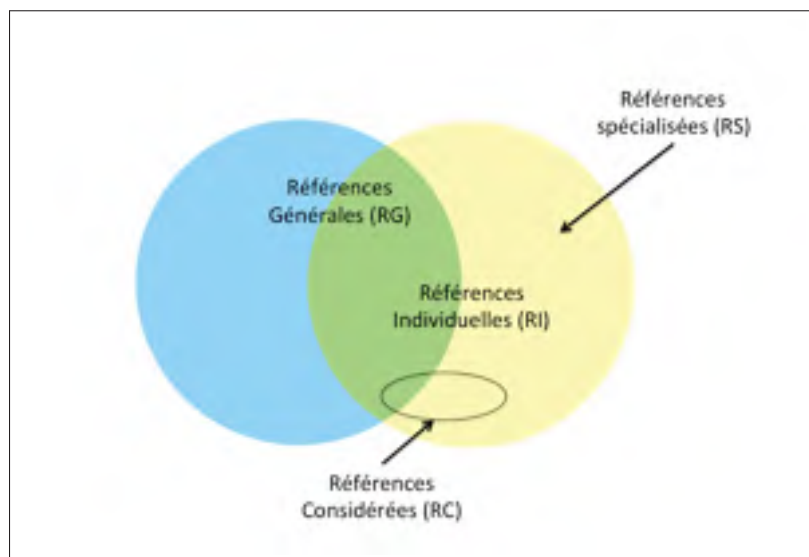 Références
spécialisées (RS)
Références
Générales (RG)
Références
Individuelles (RI)
Références
Considérées (RC)